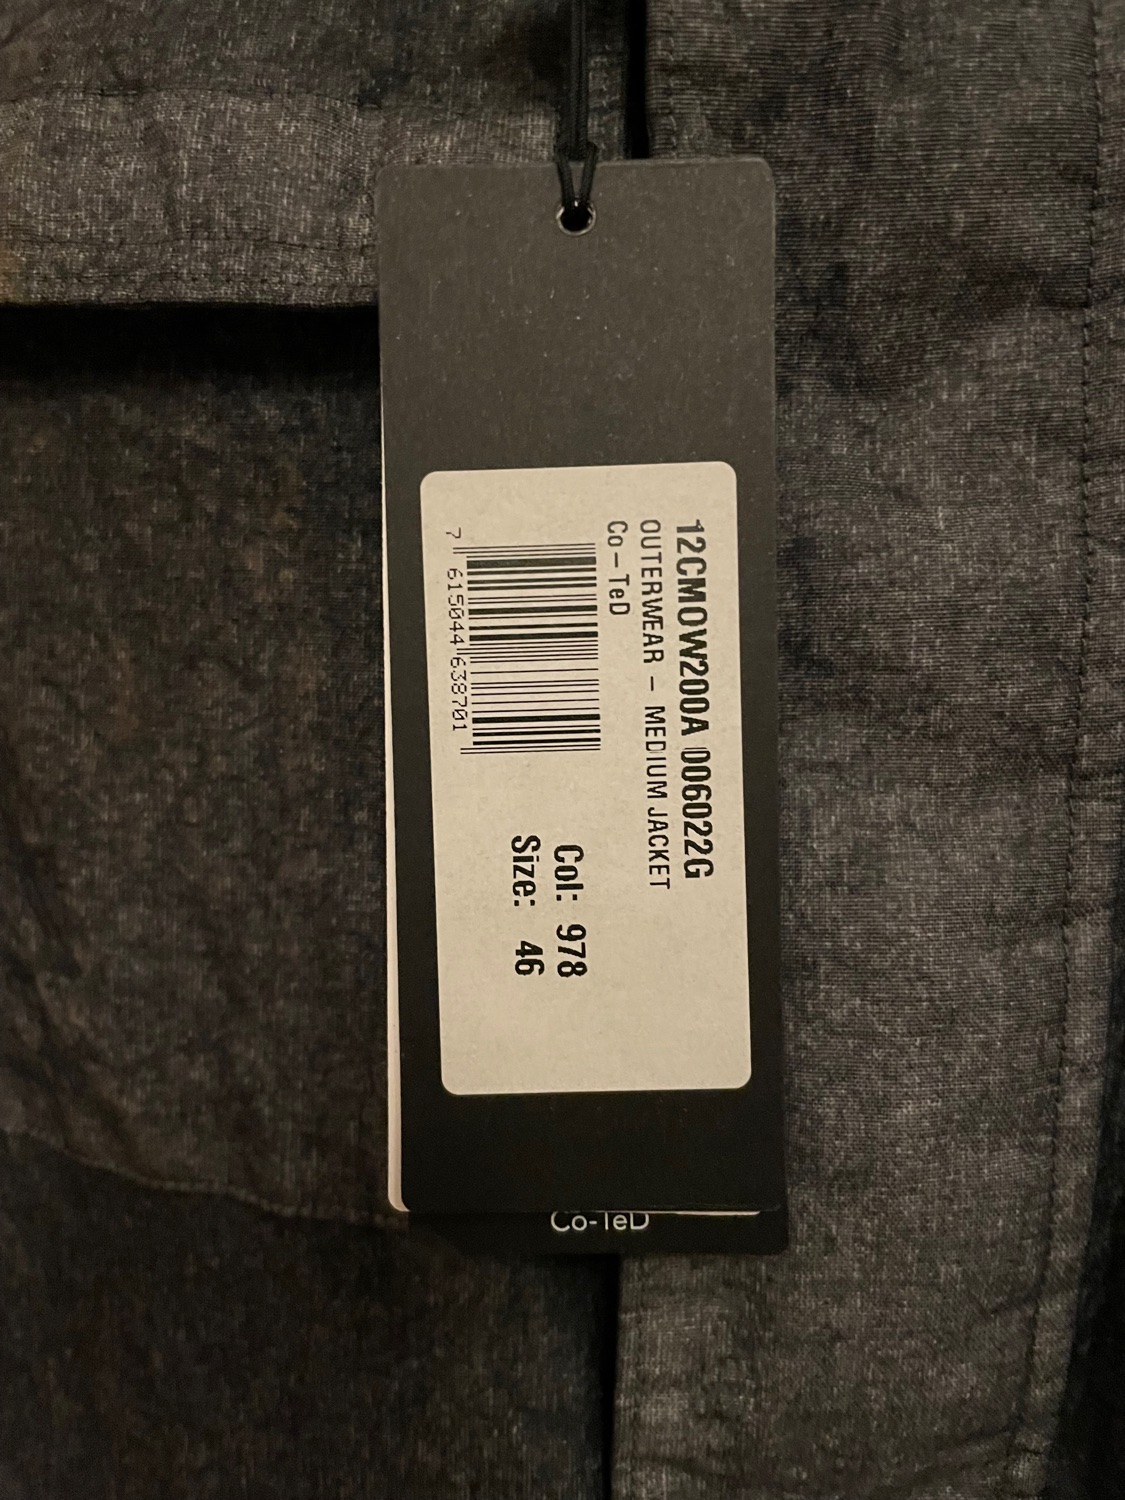 12CMOW200A 006022G
OUTERWEAR - MEDIUM JACKET
Co-TeD
7 615044 638701
Col: 978
Size: 46
Co-TeD